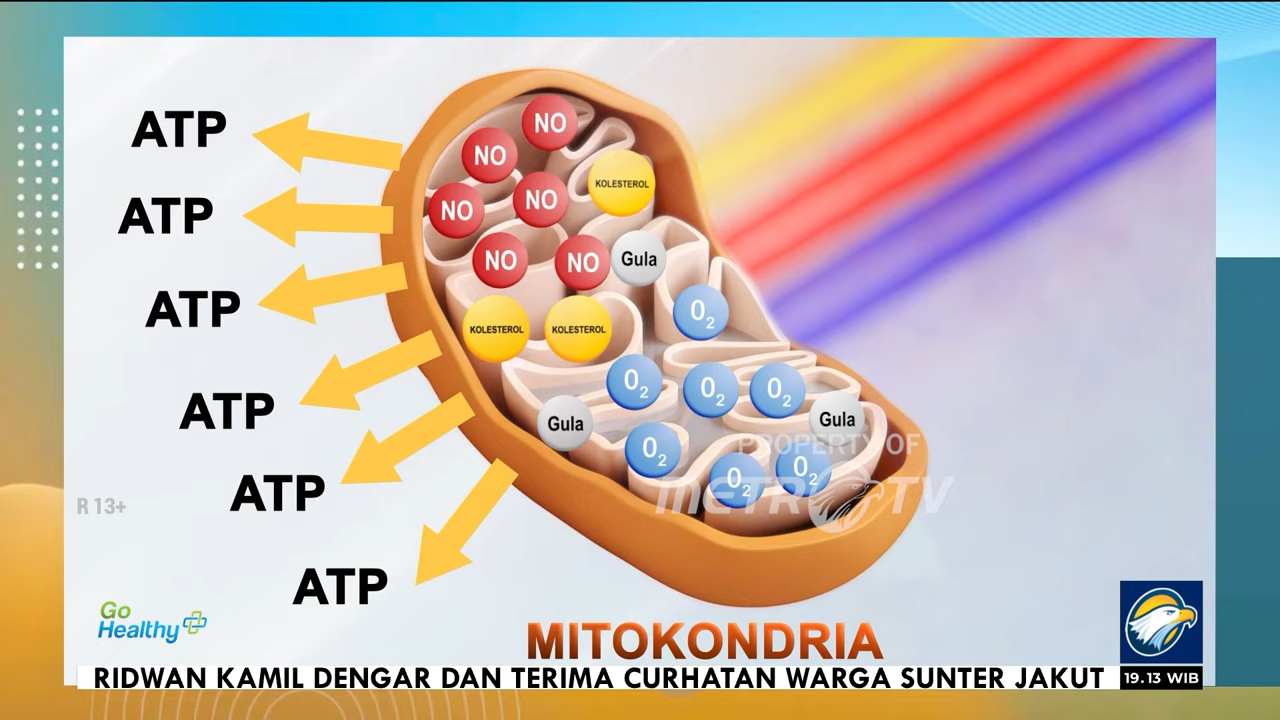 ATP
ATP
ATP
ATP
ATP
ATP
NO
NO
NO
NO
NO
NO
KOLESTEROL
Gula
O2
KOLESTEROL
KOLESTEROL
O2
O2
O2
Gula
Gula
O2
O2
O2
PROPERTY OF
METRO TV
R 13+
Go
Healthy
MITOKONDRIA
RIDWAN KAMIL DENGAR DAN TERIMA CURHATAN WARGA SUNTER JAKUT
19.13 WIB